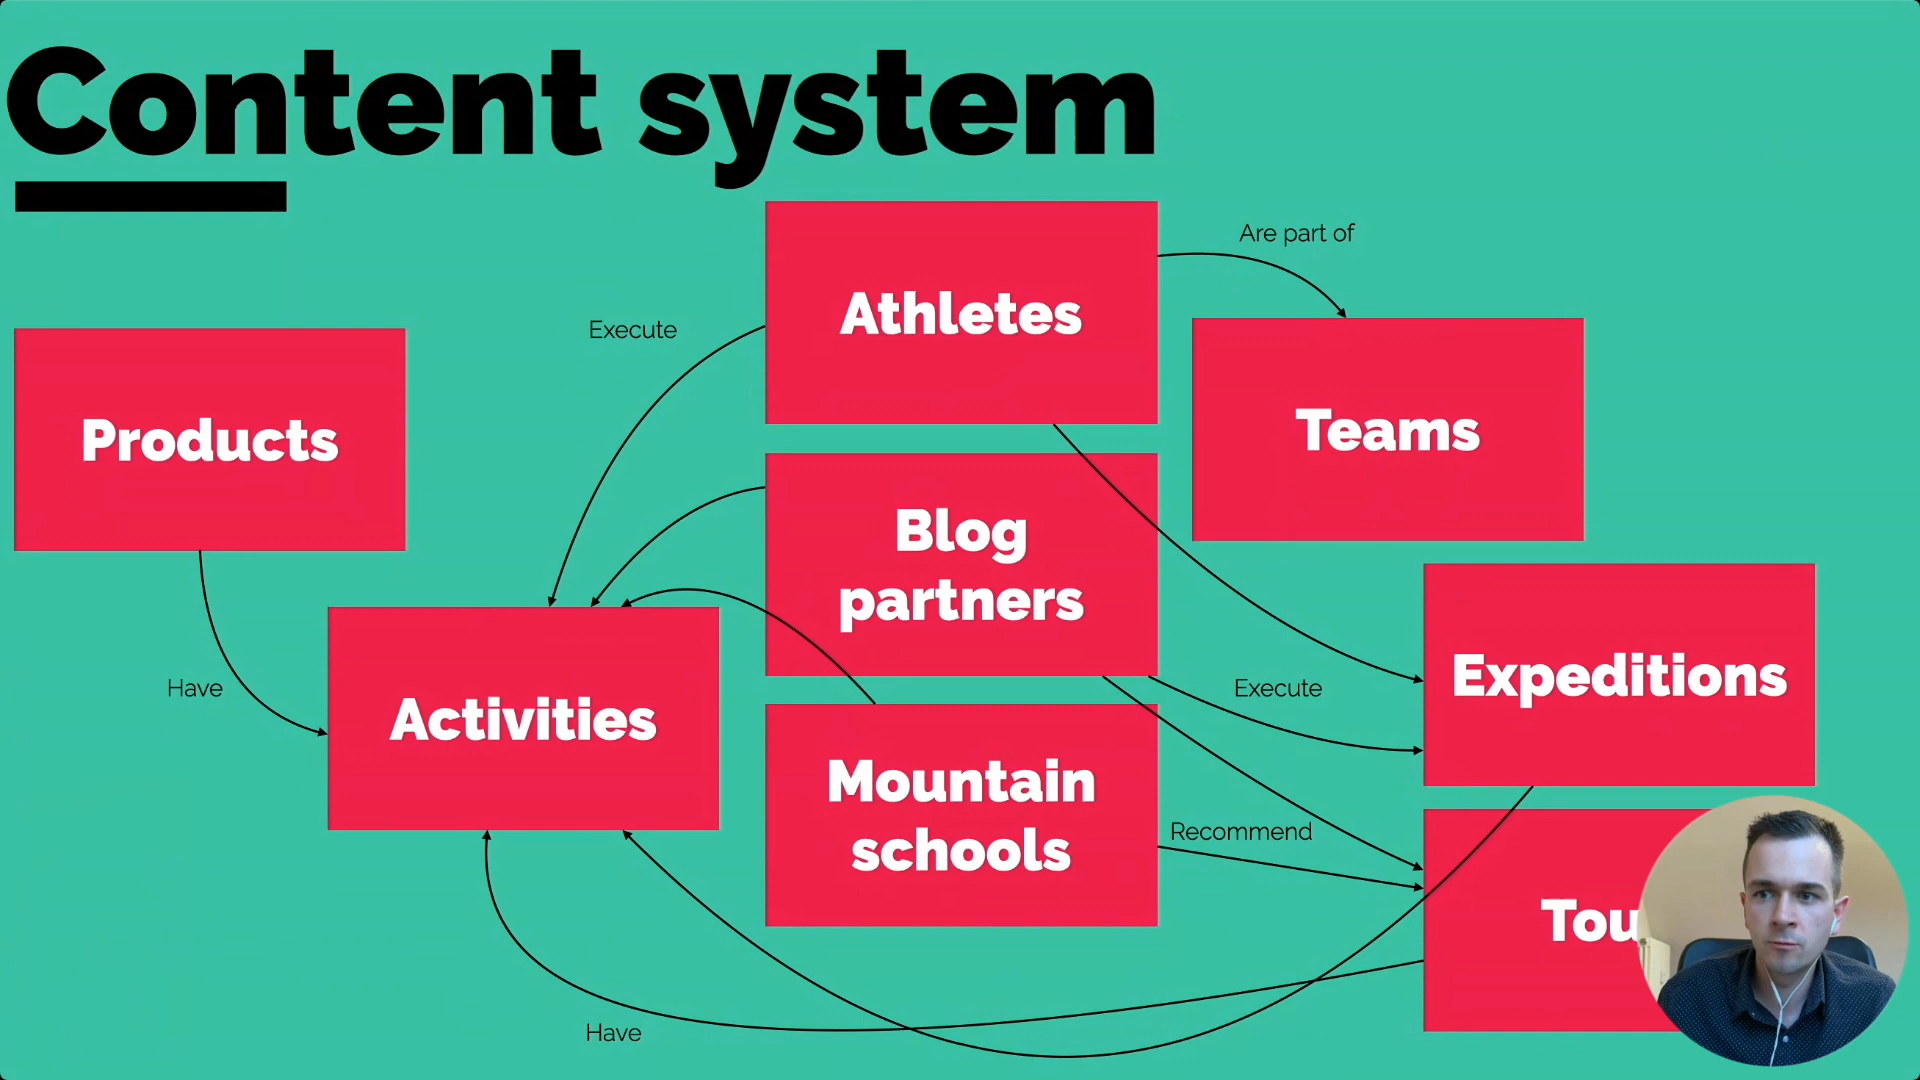 Content system
Are part of
Athletes
Execute
Teams
Products
Blog
partners
Expeditions
Execute
Have
Activities
Mountain
schools
Recommend
Have